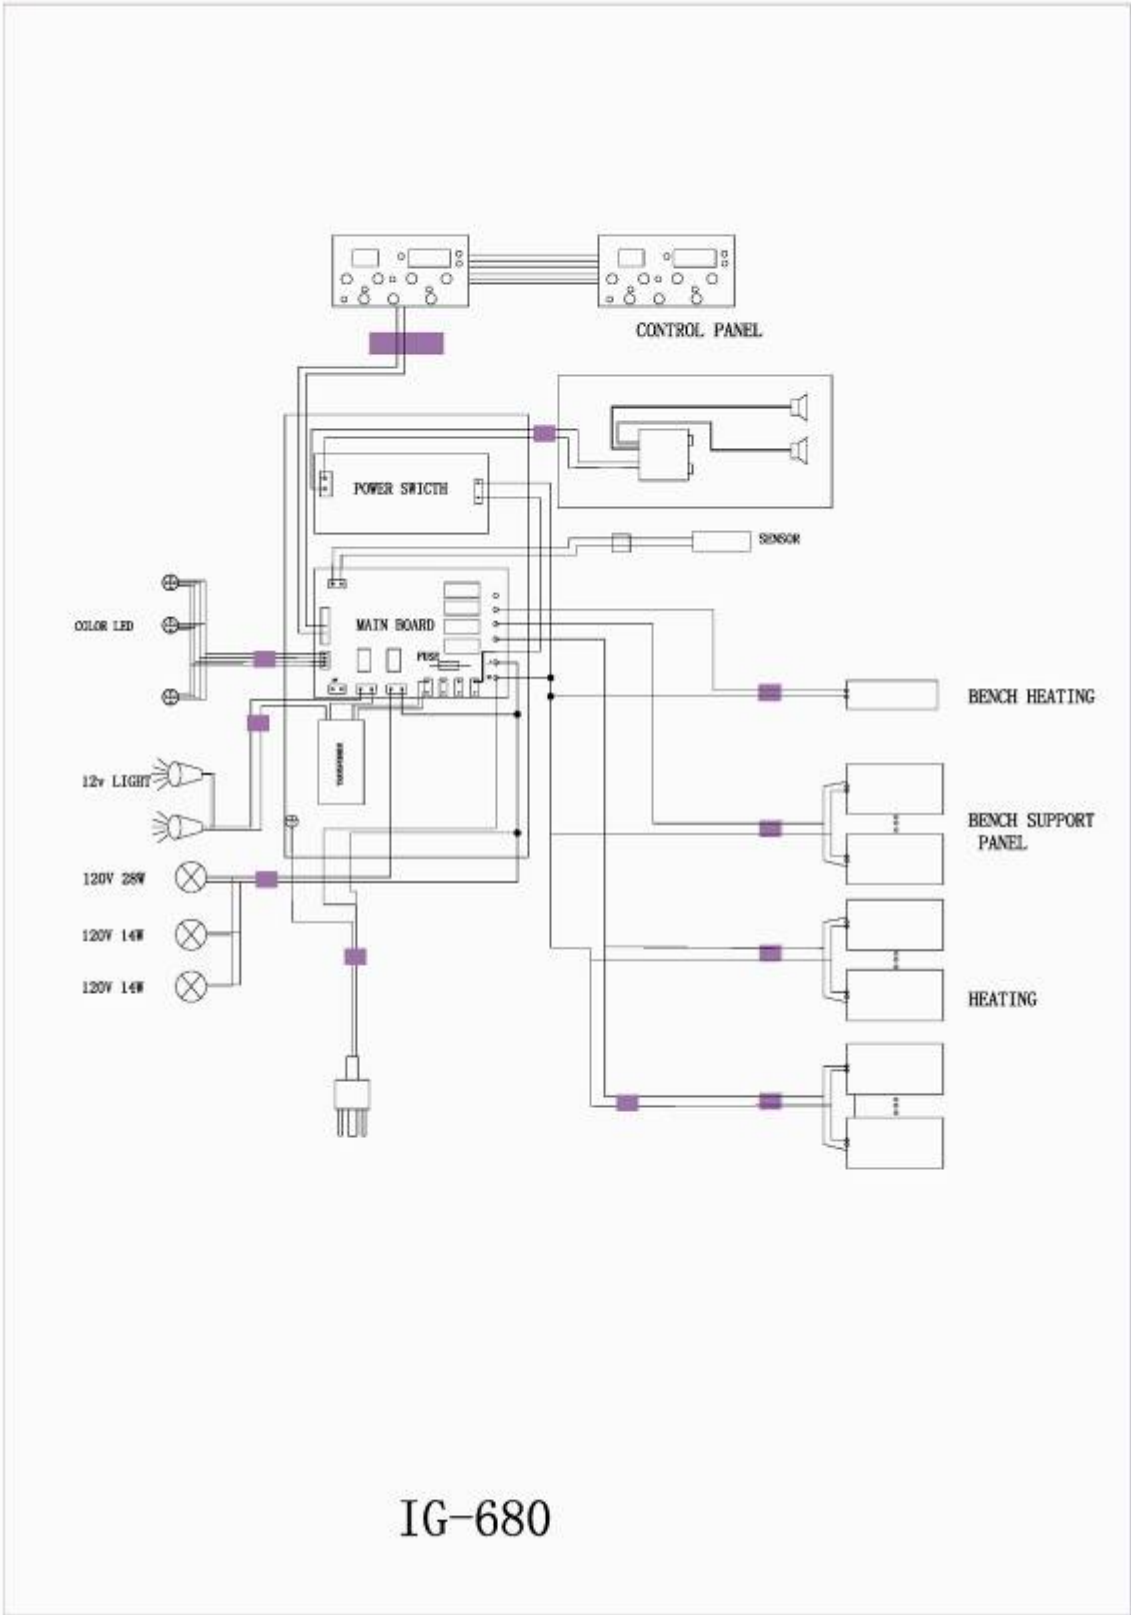 CONTROL PANEL
POWER SWICTH
SENSOR
COLOR LED
MAIN BOARD
FUSE
BENCH HEATING
12v LIGHT
BENCH SUPPORT
PANEL
120V 28W
120V 14W
120V 14W
HEATING
IG-680